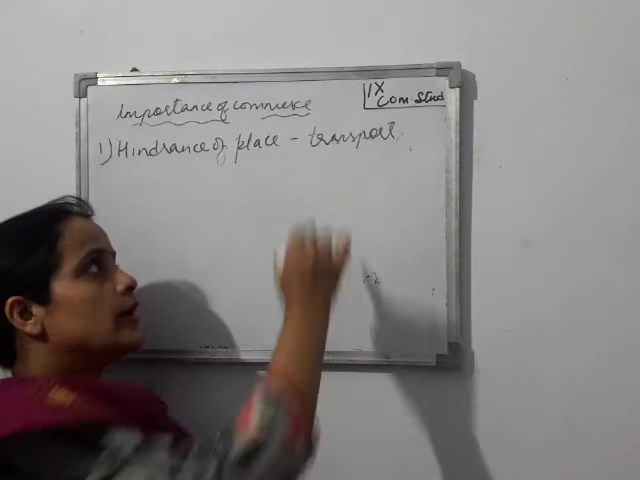 Importance of commerce
IX
Com. Stud
1) Hindrance of place - transport.